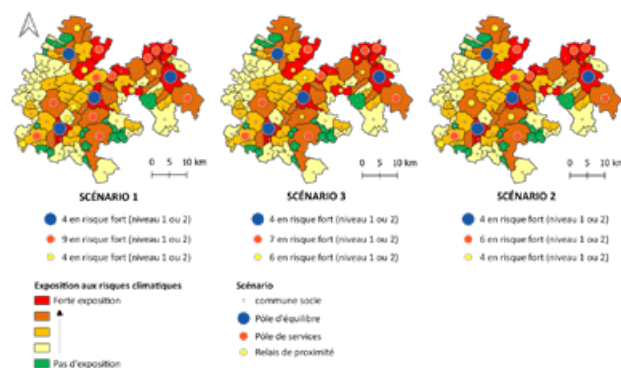 0 5 10 km
0 5 10 km
0 5 10 km
SCÉNARIO 1
SCÉNARIO 3
SCÉNARIO 2
4 en risque fort (niveau 1 ou 2)
4 en risque fort (niveau 1 ou 2)
4 en risque fort (niveau 1 ou 2)
9 en risque fort (niveau 1 ou 2)
7 en risque fort (niveau 1 ou 2)
6 en risque fort (niveau 1 ou 2)
4 en risque fort (niveau 1 ou 2)
6 en risque fort (niveau 1 ou 2)
4 en risque fort (niveau 1 ou 2)
Exposition aux risques climatiques
Forte exposition
Pas d'exposition
Scénario
commune socle
Pôle d'équilibre
Pôle de services
Relais de proximité